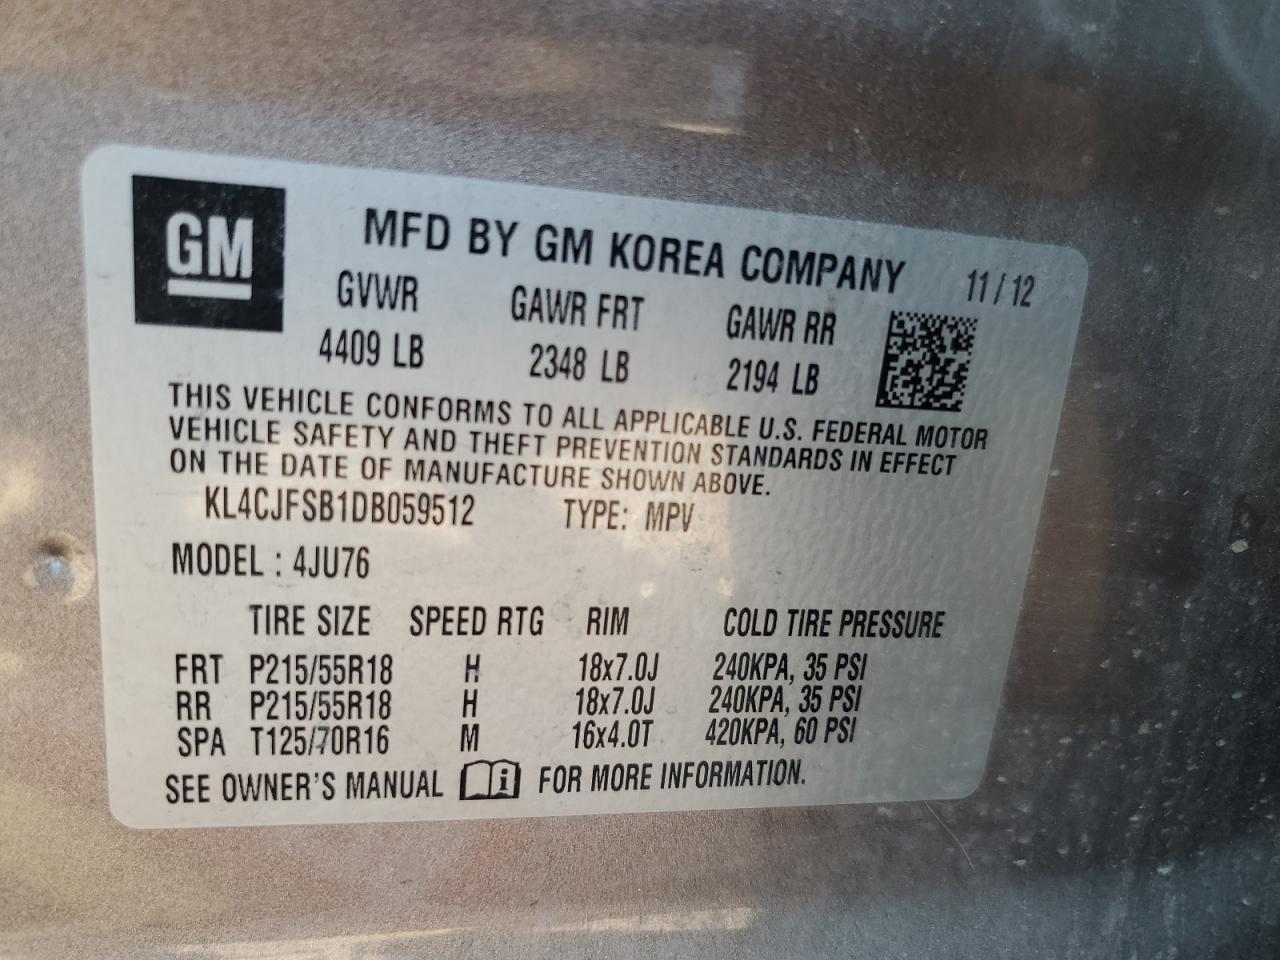 GM
MFD BY GM KOREA COMPANY 11 / 12
GVWR GAWR FRT GAWR RR
4409 LB 2348 LB 2194 LB
THIS VEHICLE CONFORMS TO ALL APPLICABLE U.S. FEDERAL MOTOR
VEHICLE SAFETY AND THEFT PREVENTION STANDARDS IN EFFECT
ON THE DATE OF MANUFACTURE SHOWN ABOVE.
KL4CJFSB1DB059512 TYPE: MPV
MODEL : 4JU76
TIRE SIZE SPEED RTG RIM COLD TIRE PRESSURE
FRT P215/55R18 H 18x7.0J 240KPA, 35 PSI
RR P215/55R18 H 18x7.0J 240KPA, 35 PSI
SPA T125/70R16 M 16x4.0T 420KPA, 60 PSI
SEE OWNER'S MANUAL i FOR MORE INFORMATION.